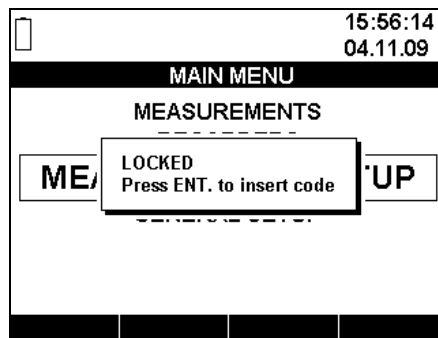 15:56:14
04.11.09
MAIN MENU
MEASUREMENTS
LOCKED
Press ENT. to insert code